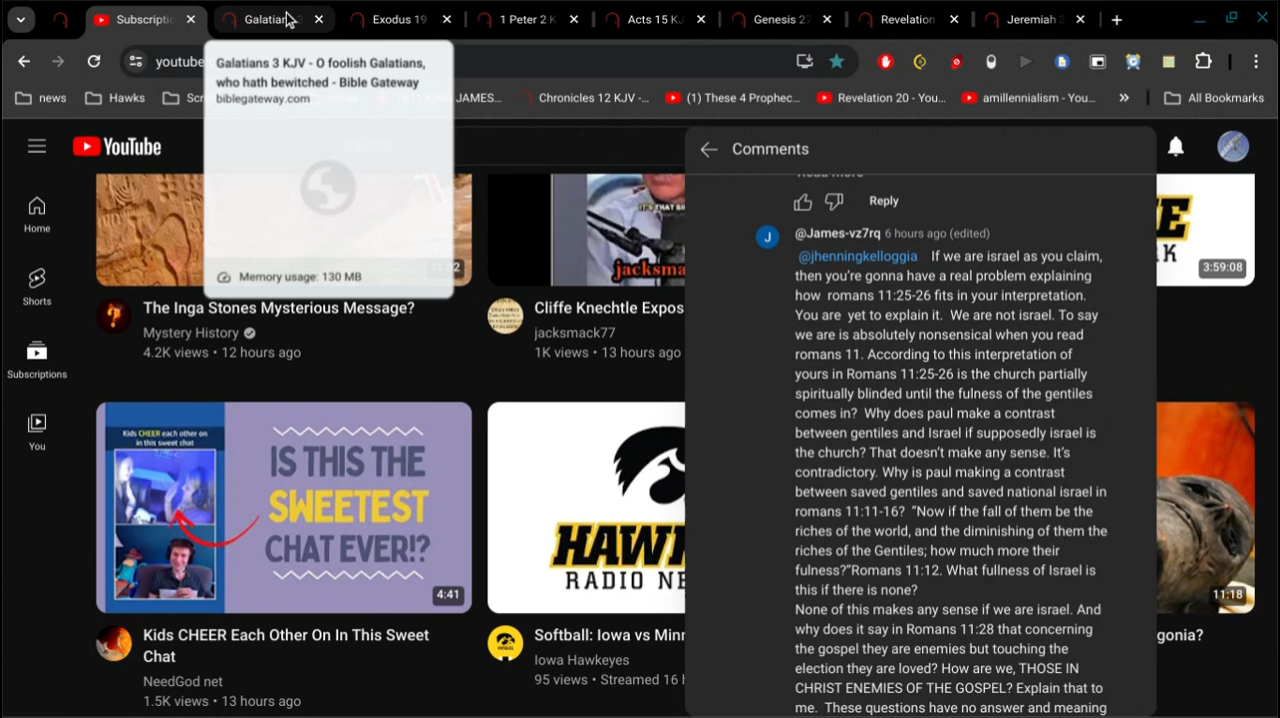 Subscriptic
Galatian 3
Exodus 19
1 Peter 2 K
Acts 15 KJ
Genesis 27
Revelation
Jeremiah 3
youtube
news
Hawks
Scr
JAMES...
Chronicles 12 KJV -...
(1) These 4 Prophec...
Revelation 20 - You...
amillennialism - You...
All Bookmarks
Galatians 3 KJV - O foolish Galatians,
who hath bewitched - Bible Gateway
biblegateway.com
Memory usage: 130 MB
YouTube
Home
Shorts
Subscriptions
You
IT'S THAT
jacksma
3:59:08
The Inga Stones Mysterious Message?
Mystery History
4.2K views • 12 hours ago
Cliffe Knechtle Expos
jacksmack77
1K views • 13 hours ago
Kids CHEER each other on
in this sweet chat
IS THIS THE
SWEETEST
CHAT EVER!?
4:41
HAW
RADIO NE
11:18
Kids CHEER Each Other On In This Sweet
Chat
NeedGod net
1.5K views • 13 hours ago
Softball: Iowa vs Minr
Iowa Hawkeyes
95 views • Streamed 16 h
gonia?
Comments
Read more
Reply
J
@James-vz7rq 6 hours ago (edited)
@jhenningkelloggia If we are israel as you claim,
then you're gonna have a real problem explaining
how romans 11:25-26 fits in your interpretation.
You are yet to explain it. We are not israel. To say
we are is absolutely nonsensical when you read
romans 11. According to this interpretation of
yours in Romans 11:25-26 is the church partially
spiritually blinded until the fulness of the gentiles
comes in? Why does paul make a contrast
between gentiles and Israel if supposedly israel is
the church? That doesn't make any sense. It's
contradictory. Why is paul making a contrast
between saved gentiles and saved national israel in
romans 11:11-16? "Now if the fall of them be the
riches of the world, and the diminishing of them the
riches of the Gentiles; how much more their
fulness?"Romans 11:12. What fullness of Israel is
this if there is none?
None of this makes any sense if we are israel. And
why does it say in Romans 11:28 that concerning
the gospel they are enemies but touching the
election they are loved? How are we, THOSE IN
CHRIST ENEMIES OF THE GOSPEL? Explain that to
me. These questions have no answer and meaning